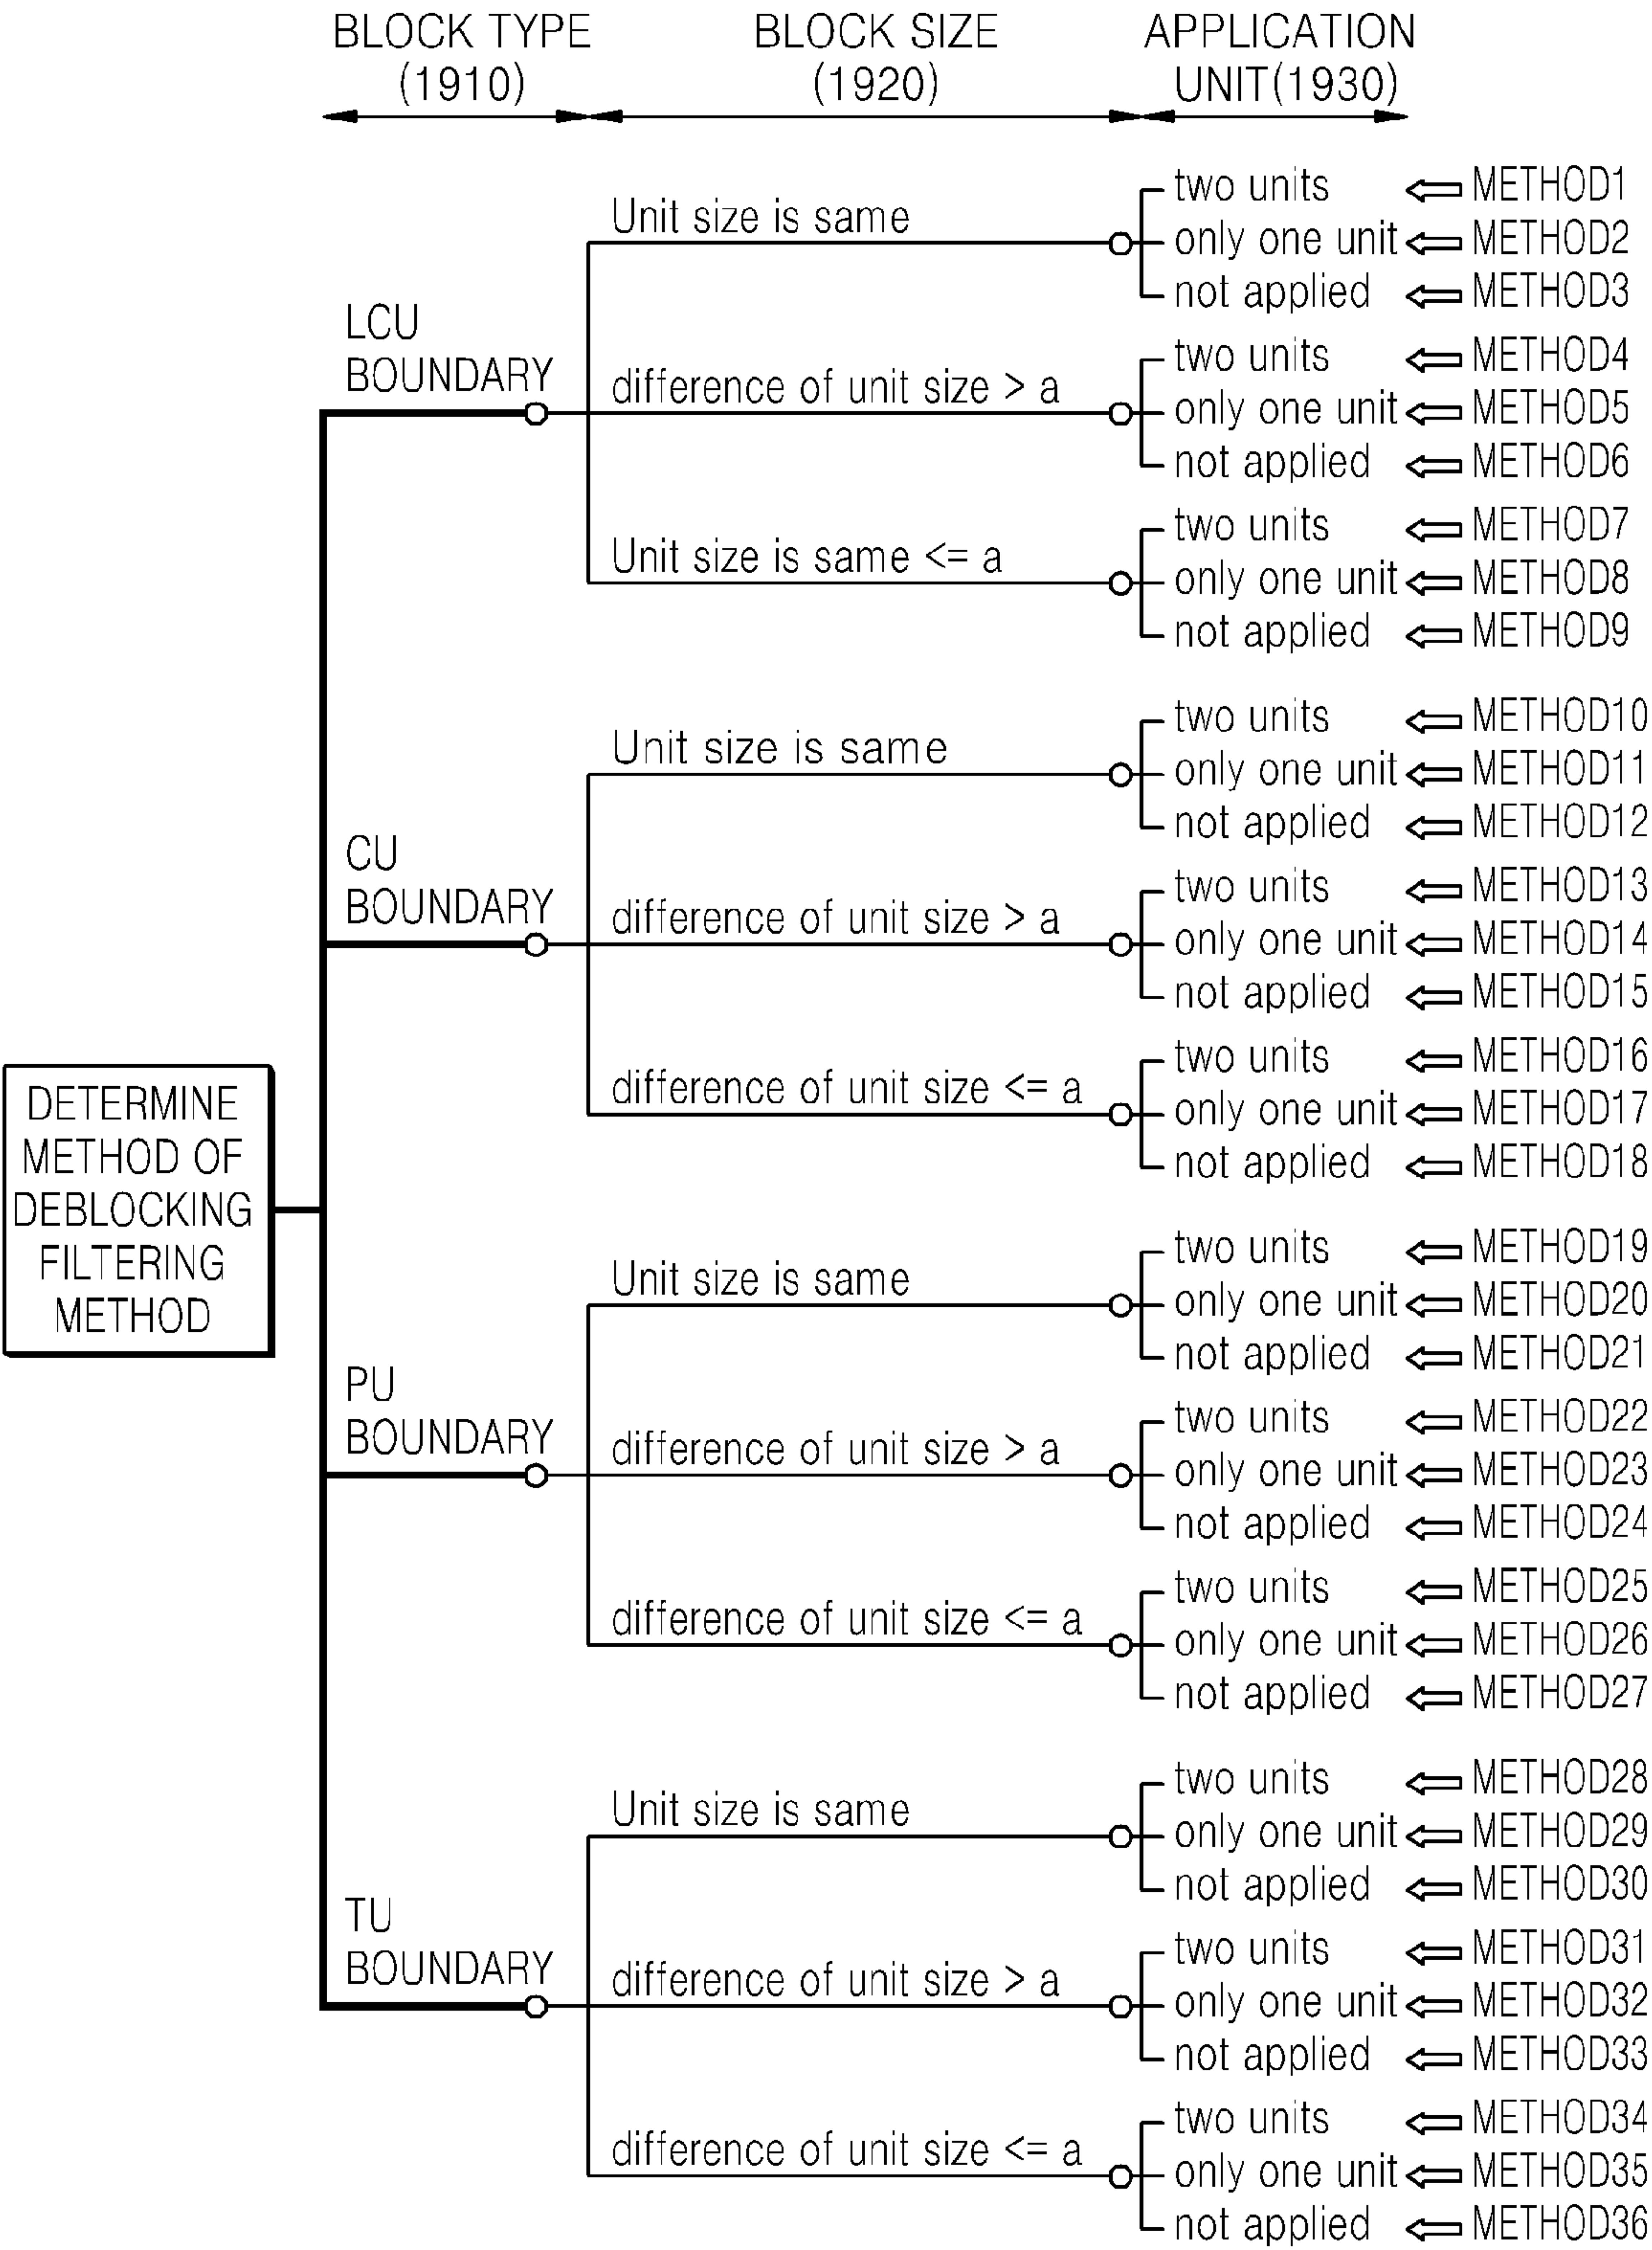 BLOCK TYPE
(1910)
BLOCK SIZE
(1920)
APPLICATION
UNIT(1930)
DETERMINE
METHOD OF
DEBLOCKING
FILTERING
METHOD
LCU
BOUNDARY
Unit size is same
two units METHOD1
only one unit METHOD2
not applied METHOD3
difference of unit size > a
two units METHOD4
only one unit METHOD5
not applied METHOD6
Unit size is same <= a
two units METHOD7
only one unit METHOD8
not applied METHOD9
CU
BOUNDARY
Unit size is same
two units METHOD10
only one unit METHOD11
not applied METHOD12
difference of unit size > a
two units METHOD13
only one unit METHOD14
not applied METHOD15
difference of unit size <= a
two units METHOD16
only one unit METHOD17
not applied METHOD18
PU
BOUNDARY
Unit size is same
two units METHOD19
only one unit METHOD20
not applied METHOD21
difference of unit size > a
two units METHOD22
only one unit METHOD23
not applied METHOD24
difference of unit size <= a
two units METHOD25
only one unit METHOD26
not applied METHOD27
TU
BOUNDARY
Unit size is same
two units METHOD28
only one unit METHOD29
not applied METHOD30
difference of unit size > a
two units METHOD31
only one unit METHOD32
not applied METHOD33
difference of unit size <= a
two units METHOD34
only one unit METHOD35
not applied METHOD36